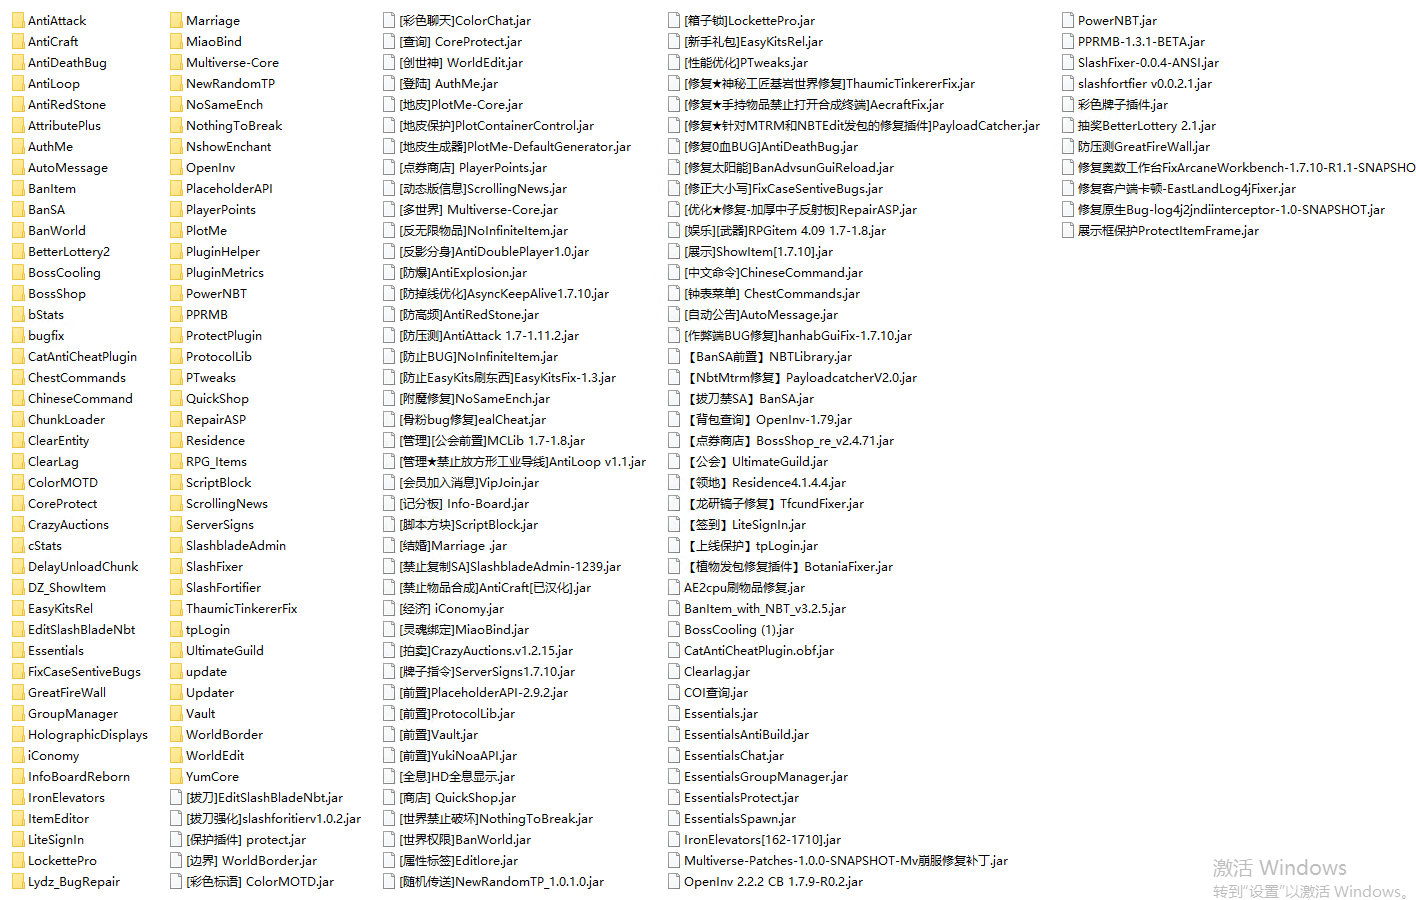 AntiAttack
AntiCraft
AntiDeathBug
AntiLoop
AntiRedStone
AttributePlus
AuthMe
AutoMessage
BanItem
BanSA
BanWorld
BetterLottery2
BossCooling
BossShop
bStats
bugfix
CatAntiCheatPlugin
ChestCommands
ChineseCommand
ChunkLoader
ClearEntity
ClearLag
ColorMOTD
CoreProtect
CrazyAuctions
cStats
DelayUnloadChunk
DZ_ShowItem
EasyKitsRel
EditSlashBladeNbt
Essentials
FixCaseSentiveBugs
GreatFireWall
GroupManager
HolographicDisplays
iConomy
InfoBoardReborn
IronElevators
ItemEditor
LiteSignIn
LockettePro
Lydz_BugRepair
Marriage
MiaoBind
Multiverse-Core
NewRandomTP
NoSameEnch
NothingToBreak
NshowEnchant
OpenInv
PlaceholderAPI
PlayerPoints
PlotMe
PluginHelper
PluginMetrics
PowerNBT
PPRMB
ProtectPlugin
ProtocolLib
PTweaks
QuickShop
RepairASP
Residence
RPG_Items
ScriptBlock
ScrollingNews
ServerSigns
SlashbladeAdmin
SlashFixer
SlashFortifier
ThaumicTinkererFix
tpLogin
UltimateGuild
update
Updater
Vault
WorldBorder
WorldEdit
YumCore
[拔刀]EditSlashBladeNbt.jar
[拔刀强化]slashforitierv1.0.2.jar
[保护插件] protect.jar
[边界] WorldBorder.jar
[彩色标语] ColorMOTD.jar
[彩色聊天]ColorChat.jar
[查询] CoreProtect.jar
[创世神] WorldEdit.jar
[登陆] AuthMe.jar
[地皮]PlotMe-Core.jar
[地皮保护]PlotContainerControl.jar
[地皮生成器]PlotMe-DefaultGenerator.jar
[点券商店] PlayerPoints.jar
[动态版信息]ScrollingNews.jar
[多世界] Multiverse-Core.jar
[反无限物品]NoInfiniteItem.jar
[反影分身]AntiDoublePlayer1.0.jar
[防爆]AntiExplosion.jar
[防掉线优化]AsyncKeepAlive1.7.10.jar
[防高频]AntiRedStone.jar
[防压测]AntiAttack 1.7-1.11.2.jar
[防止BUG]NoInfiniteItem.jar
[防止EasyKits刷东西]EasyKitsFix-1.3.jar
[附魔修复]NoSameEnch.jar
[骨粉bug修复]ealCheat.jar
[管理][公会前置]MCLib 1.7-1.8.jar
[管理★禁止放方形工业导线]AntiLoop v1.1.jar
[会员加入消息]VipJoin.jar
[记分板] Info-Board.jar
[脚本方块]ScriptBlock.jar
[结婚]Marriage .jar
[禁止复制SA]SlashbladeAdmin-1239.jar
[禁止物品合成]AntiCraft[已汉化].jar
[经济] iConomy.jar
[灵魂绑定]MiaoBind.jar
[拍卖]CrazyAuctions.v1.2.15.jar
[牌子指令]ServerSigns1.7.10.jar
[前置]PlaceholderAPI-2.9.2.jar
[前置]ProtocolLib.jar
[前置]Vault.jar
[前置]YukiNoaAPI.jar
[全息]HD全息显示.jar
[商店] QuickShop.jar
[世界禁止破坏]NothingToBreak.jar
[世界权限]BanWorld.jar
[属性标签]Editlore.jar
[随机传送]NewRandomTP_1.0.1.0.jar
[箱子锁]LockettePro.jar
[新手礼包]EasyKitsRel.jar
[性能优化]PTweaks.jar
[修复★神秘工匠基岩世界修复]ThaumicTinkererFix.jar
[修复★手持物品禁止打开合成终端]AecraftFix.jar
[修复★针对MTRM和NBTEdit发包的修复插件]PayloadCatcher.jar
[修复0血BUG]AntiDeathBug.jar
[修复太阳能]BanAdvsunGuiReload.jar
[修正大小写]FixCaseSentiveBugs.jar
[优化★修复-加厚中子反射板]RepairASP.jar
[娱乐][武器]RPGitem 4.09 1.7-1.8.jar
[展示]ShowItem[1.7.10].jar
[中文命令]ChineseCommand.jar
[钟表菜单] ChestCommands.jar
[自动公告]AutoMessage.jar
[作弊端BUG修复]hanhabGuiFix-1.7.10.jar
【BanSA前置】NBTLibrary.jar
【NbtMtrm修复】PayloadcatcherV2.0.jar
【拔刀禁SA】BanSA.jar
【背包查询】OpenInv-1.79.jar
【点券商店】BossShop_re_v2.4.71.jar
【公会】UltimateGuild.jar
【领地】Residence4.1.4.4.jar
【龙研镐子修复】TfcundFixer.jar
【签到】LiteSignIn.jar
【上线保护】tpLogin.jar
【植物发包修复插件】BotaniaFixer.jar
AE2cpu刷物品修复.jar
BanItem_with_NBT_v3.2.5.jar
BossCooling (1).jar
CatAntiCheatPlugin.obf.jar
Clearlag.jar
COI查询.jar
Essentials.jar
EssentialsAntiBuild.jar
EssentialsChat.jar
EssentialsGroupManager.jar
EssentialsProtect.jar
EssentialsSpawn.jar
IronElevators[162-1710].jar
Multiverse-Patches-1.0.0-SNAPSHOT-Mv崩服修复补丁.jar
OpenInv 2.2.2 CB 1.7.9-R0.2.jar
PowerNBT.jar
PPRMB-1.3.1-BETA.jar
SlashFixer-0.0.4-ANSI.jar
slashfortfier v0.0.2.1.jar
彩色牌子插件.jar
抽奖BetterLottery 2.1.jar
防压测GreatFireWall.jar
修复奥数工作台FixArcaneWorkbench-1.7.10-R1.1-SNAPSHO
修复客户端卡顿-EastLandLog4jFixer.jar
修复原生Bug-log4j2jndiinterceptor-1.0-SNAPSHOT.jar
展示框保护ProtectItemFrame.jar
激活 Windows
转到"设置"以激活 Windows。